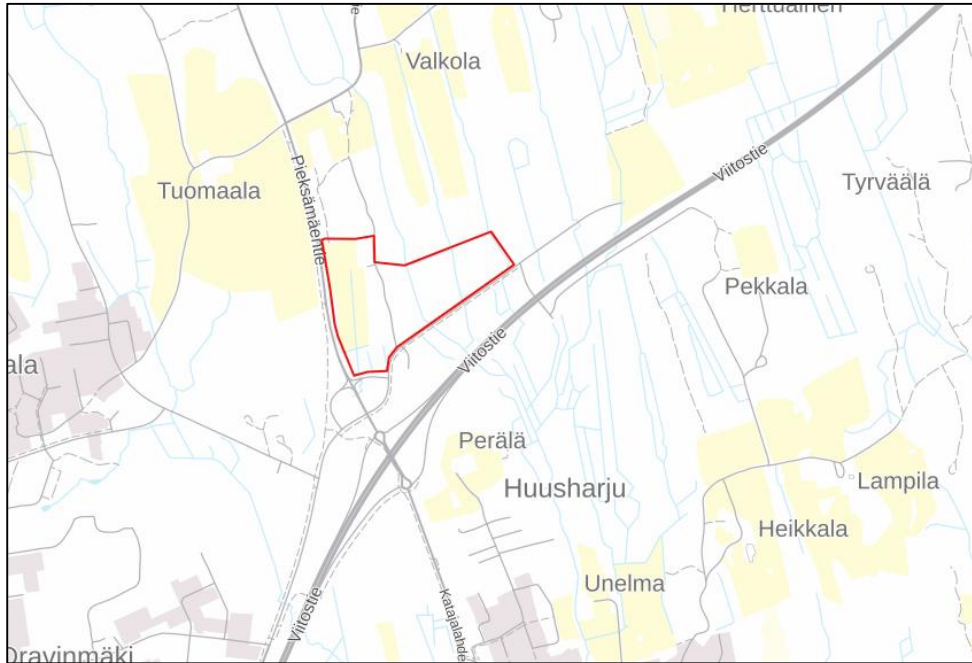 Herttuainen
Valkola
Viitostie
Tyrväälä
Tuomaala
Pieksämäentie
Pekkala
ala
Viitostie
Perälä
Huusharju
Lampila
Heikkala
Unelma
Viitostie
Katajalahde
Oravinmäki